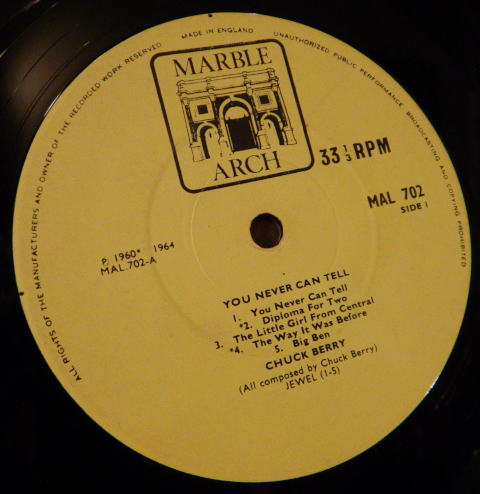 ALL RIGHTS OF THE MANUFACTURERS AND OWNER OF THE RECORDED WORK RESERVED
MADE IN ENGLAND
UNAUTHORIZED PUBLIC PERFORMANCE, BROADCASTING AND COPYING PROHIBITED
MARBLE
ARCH
33 1/3 RPM
MAL 702
SIDE 1
P, 1960* 1964
MAL.702-A
YOU NEVER CAN TELL
1. You Never Can Tell
*2. Diploma For Two
3. The Little Girl From Central
*4. The Way It Was Before
5. Big Ben
CHUCK BERRY
(All composed by Chuck Berry)
JEWEL (1-5)